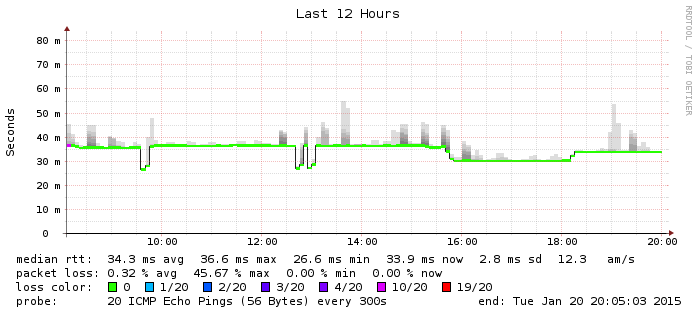 Last 12 Hours
RRDTOOL / TOBI OETIKER
Seconds
80 m
70 m
60 m
50 m
40 m
30 m
20 m
10 m
0
10:00 12:00 14:00 16:00 18:00 20:00
median rtt: 34.3 ms avg 36.6 ms max 26.6 ms min 33.9 ms now 2.8 ms sd 12.3 am/s
packet loss: 0.32 % avg 45.67 % max 0.00 % min 0.00 % now
loss color: 0 1/20 2/20 3/20 4/20 10/20 19/20
probe: 20 ICMP Echo Pings (56 Bytes) every 300s end: Tue Jan 20 20:05:03 2015